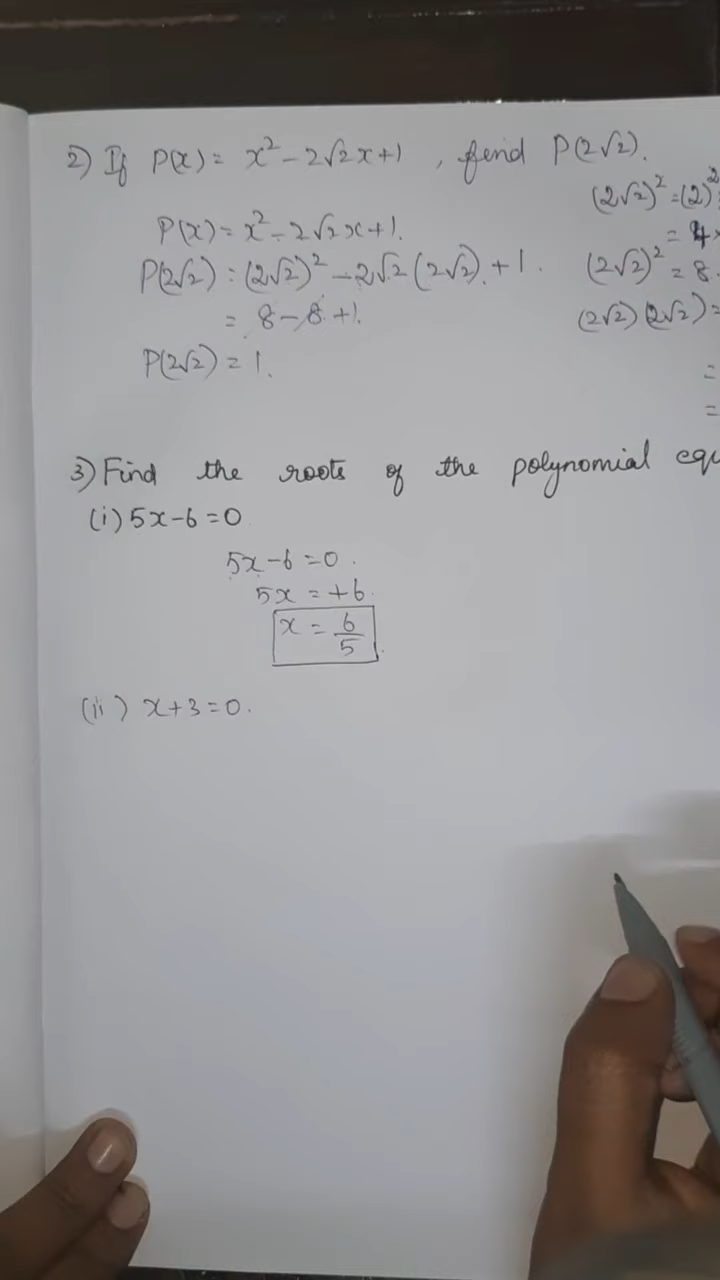 2) If P(x) = x² - 2√2x+1 , find P(2√2).
P(x) = x² - 2√2x+1.
P(2√2) = (2√2)² - 2√2 (2√2) + 1.
= 8 - 8 + 1.
P(2√2) = 1.
(2√2)² = (2)²
= 4×
(2√2)² = 8.
(2√2) (2√2) =
=
=
3) Find the roots of the polynomial equ
(i) 5x-6 = 0
5x-6 = 0.
5x = +6.
x = 6/5
(ii) x+3 = 0.